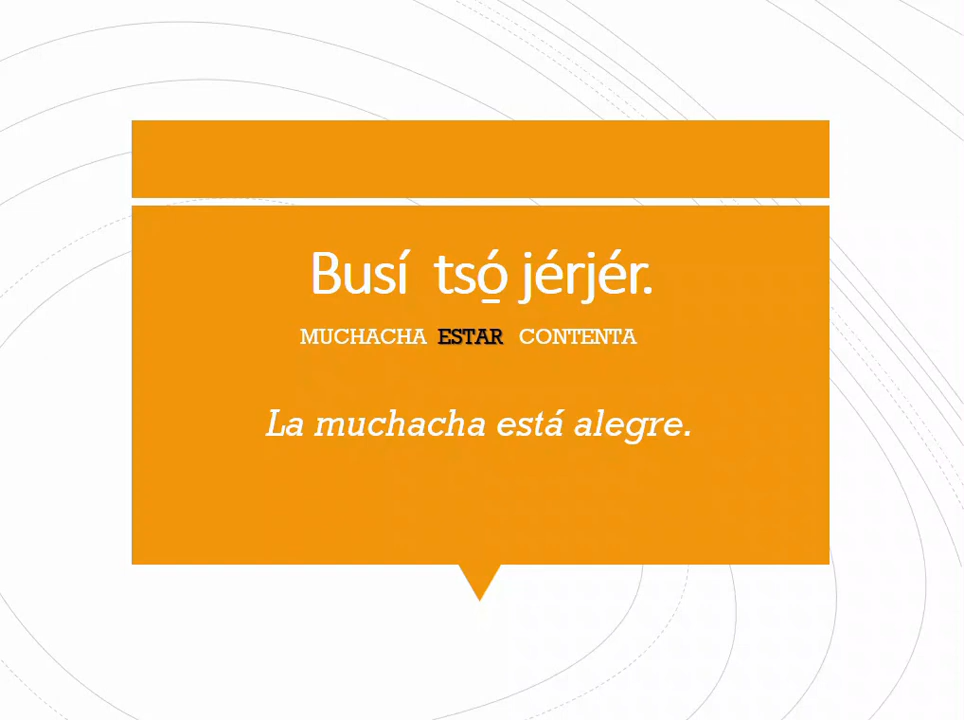 Busí tsó̱ jérjér.
MUCHACHA ESTAR CONTENTA
La muchacha está alegre.